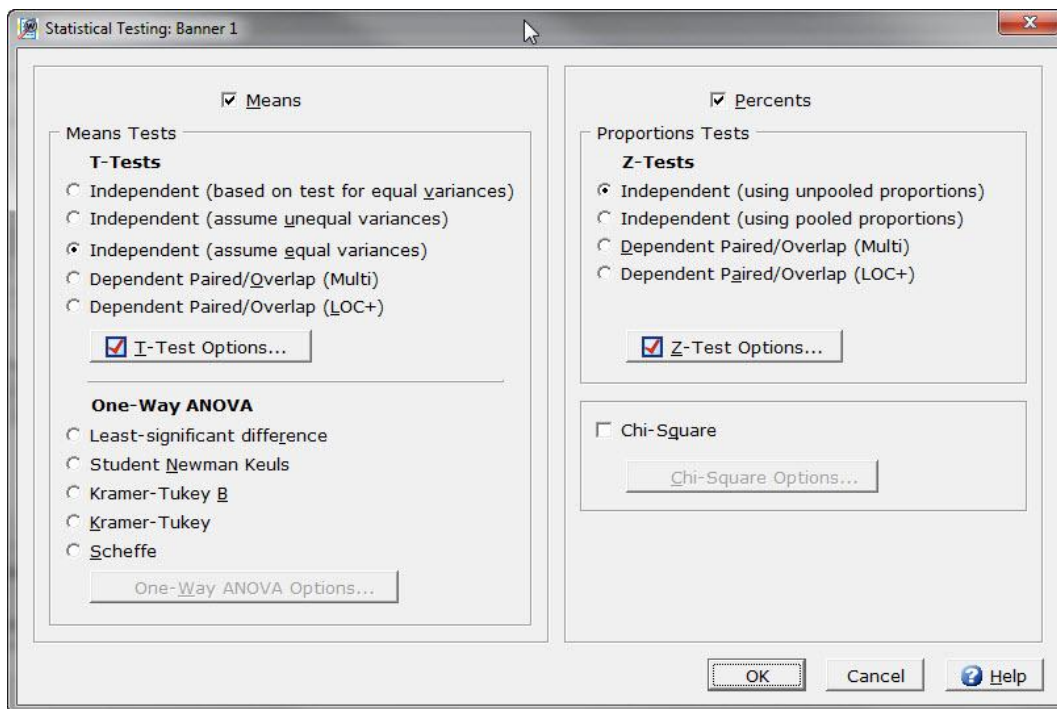 Statistical Testing: Banner 1
Means
Means Tests
T-Tests
Independent (based on test for equal variances)
Independent (assume unequal variances)
Independent (assume equal variances)
Dependent Paired/Overlap (Multi)
Dependent Paired/Overlap (LOC+)
T-Test Options...
One-Way ANOVA
Least-significant difference
Student Newman Keuls
Kramer-Tukey B
Kramer-Tukey
Scheffe
One-Way ANOVA Options...
Percents
Proportions Tests
Z-Tests
Independent (using unpooled proportions)
Independent (using pooled proportions)
Dependent Paired/Overlap (Multi)
Dependent Paired/Overlap (LOC+)
Z-Test Options...
Chi-Square
Chi-Square Options...
OK
Cancel
Help